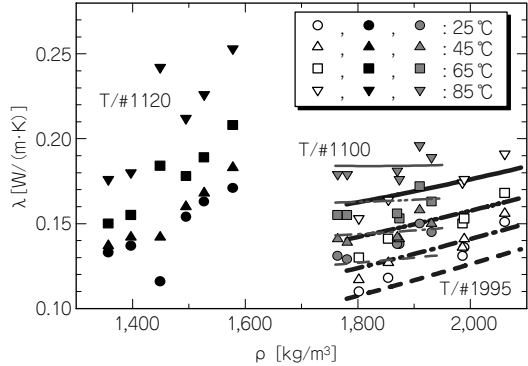 0.25
0.20
0.15
0.10
λ [W/(m·K)]
, , : 25℃
, , : 45℃
, , : 65℃
, , : 85℃
T/#1120
T/#1100
T/#1995
1,400 1,600 1,800 2,000
ρ [kg/m³]